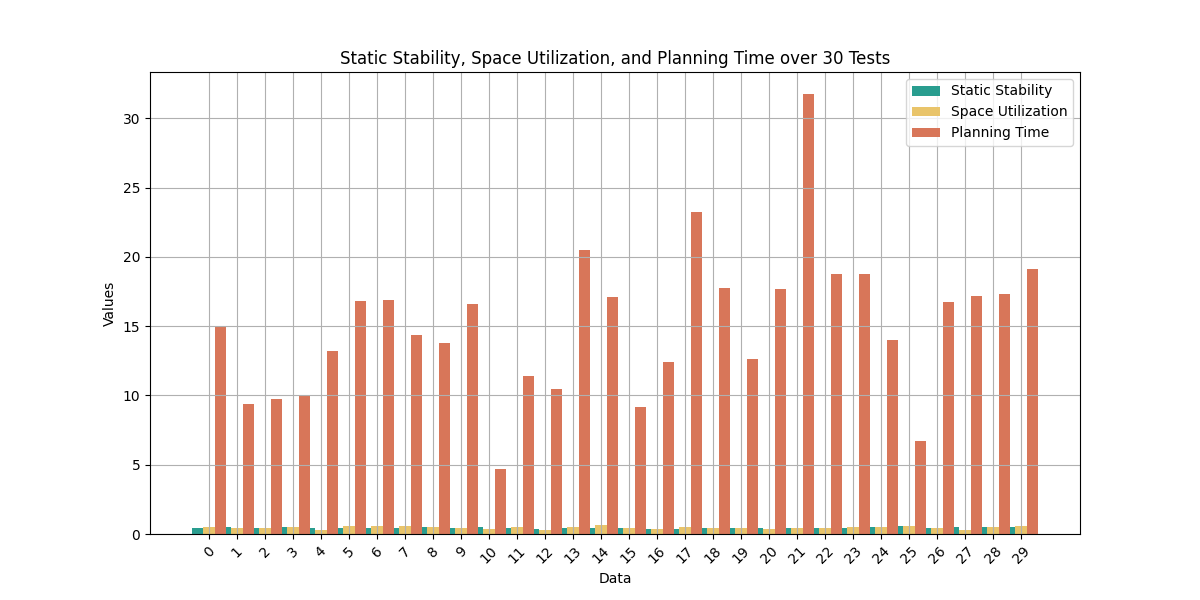 Static Stability, Space Utilization, and Planning Time over 30 Tests
Static Stability
Space Utilization
Planning Time
Values
30
25
20
15
10
5
0
0 1 2 3 4 5 6 7 8 9 10 11 12 13 14 15 16 17 18 19 20 21 22 23 24 25 26 27 28 29
Data